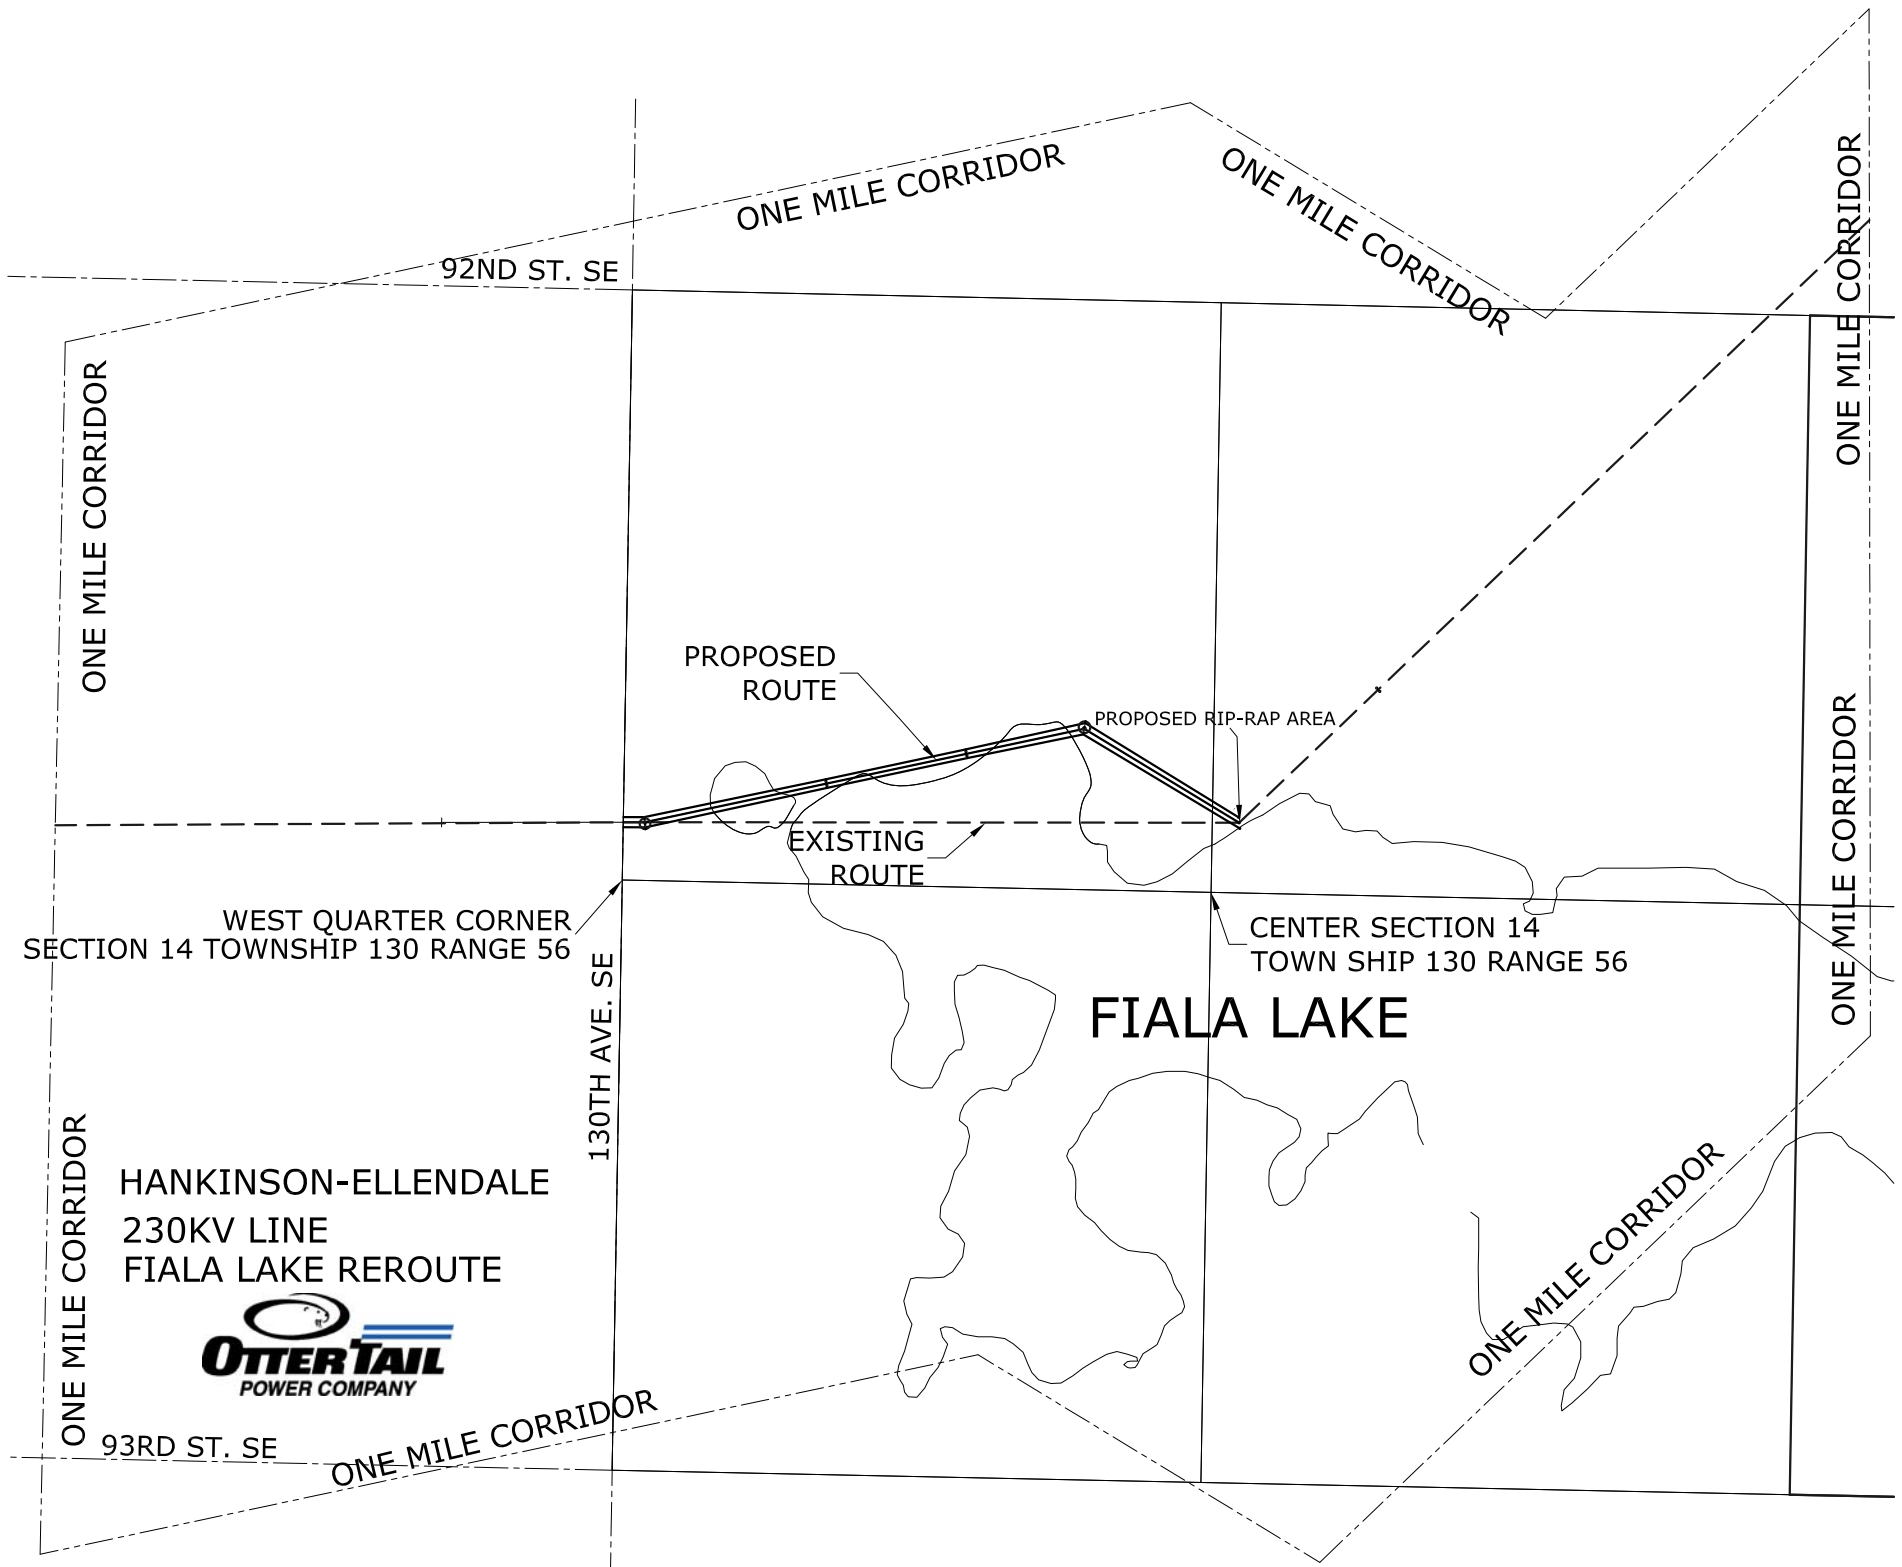 ONE MILE CORRIDOR
ONE MILE CORRIDOR
ONE MILE CORRIDOR
92ND ST. SE
ONE MILE CORRIDOR
PROPOSED
ROUTE
PROPOSED RIP-RAP AREA
EXISTING
ROUTE
ONE MILE CORRIDOR
WEST QUARTER CORNER
SECTION 14 TOWNSHIP 130 RANGE 56
CENTER SECTION 14
TOWN SHIP 130 RANGE 56
130TH AVE. SE
FIALA LAKE
ONE MILE CORRIDOR
HANKINSON-ELLENDALE
230KV LINE
FIALA LAKE REROUTE
OTTER TAIL
POWER COMPANY
ONE MILE CORRIDOR
ONE MILE CORRIDOR
93RD ST. SE